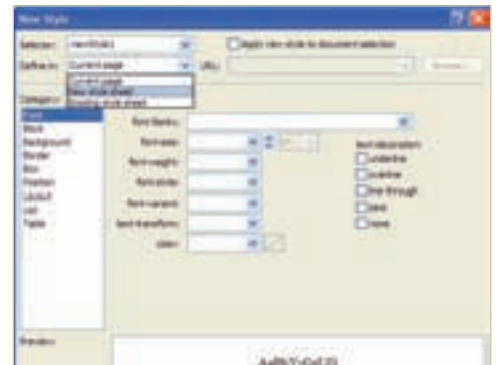 New Style
Selector: .newStyle1 Apply new style to document selection
Define in: Current page URL: Browse...
Current page
New style sheet
Existing style sheet
Category:
Font
Block
Background
Border
Box
Position
Layout
List
Table
font-family:
font-size:
font-weight:
font-style:
font-variant:
text-transform:
color:
text-decoration:
underline
overline
line-through
blink
none
Preview:
AaBbYyGgLlJj